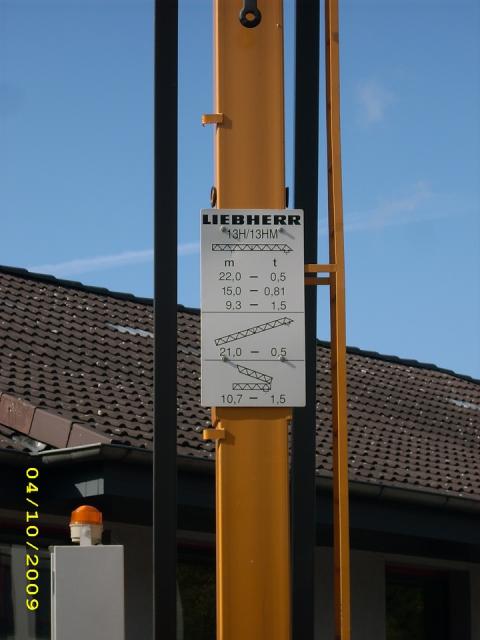 LIEBHERR
13H/13HM
m t
22,0 – 0,5
15,0 – 0,81
9,3 – 1,5
21,0 – 0,5
10,7 – 1,5
04/10/2009